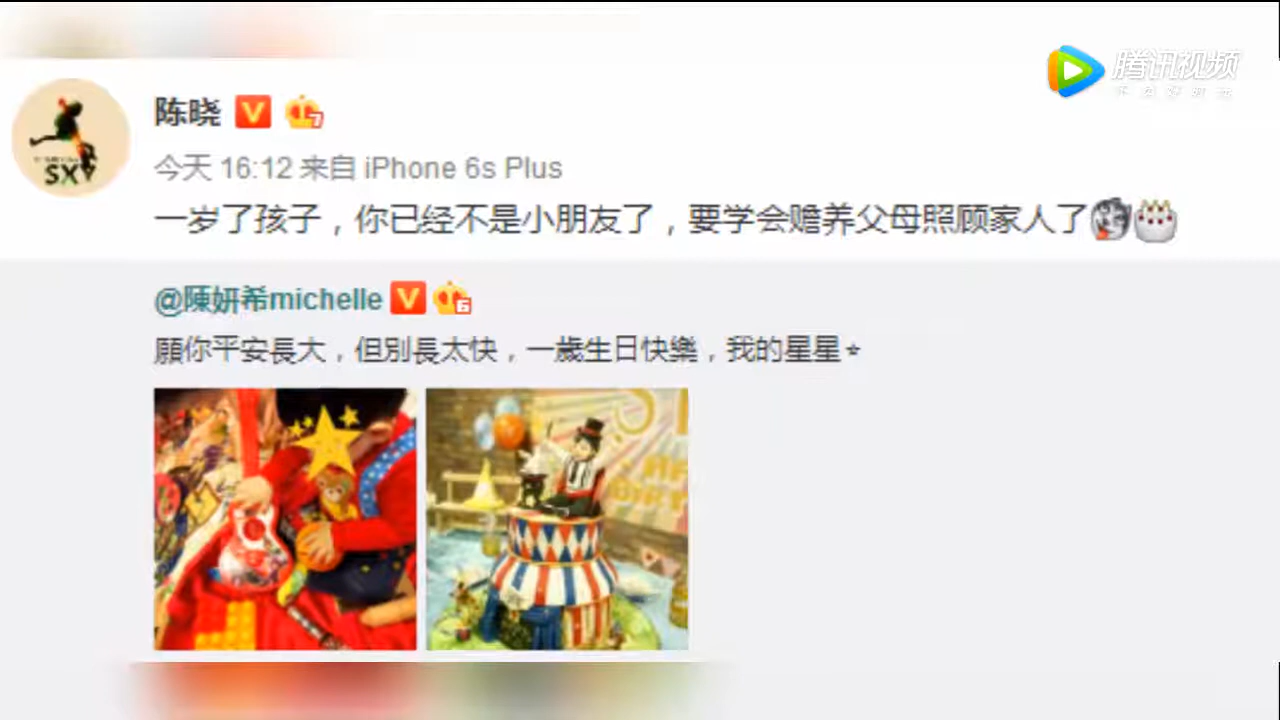 腾讯视频
陈晓
今天 16:12 来自 iPhone 6s Plus
SX
一岁了孩子，你已经不是小朋友了，要学会赡养父母照顾家人了
@陳妍希michelle
願你平安長大，但別長太快，一歲生日快樂，我的星星⭐